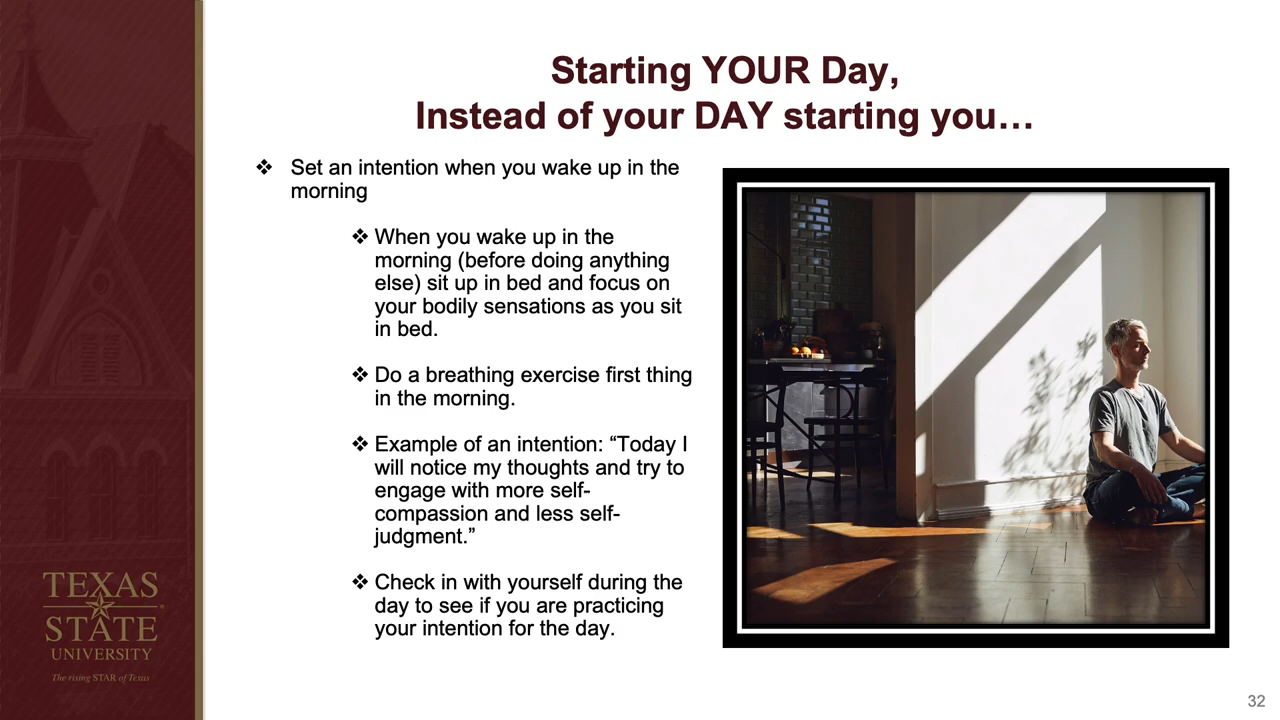 Starting YOUR Day,
Instead of your DAY starting you…
❖ Set an intention when you wake up in the
morning
❖ When you wake up in the
morning (before doing anything
else) sit up in bed and focus on
your bodily sensations as you sit
in bed.
❖ Do a breathing exercise first thing
in the morning.
❖ Example of an intention: “Today I
will notice my thoughts and try to
engage with more self-
compassion and less self-
judgment.”
❖ Check in with yourself during the
day to see if you are practicing
your intention for the day.
TEXAS
STATE
UNIVERSITY
The rising STAR of Texas
32